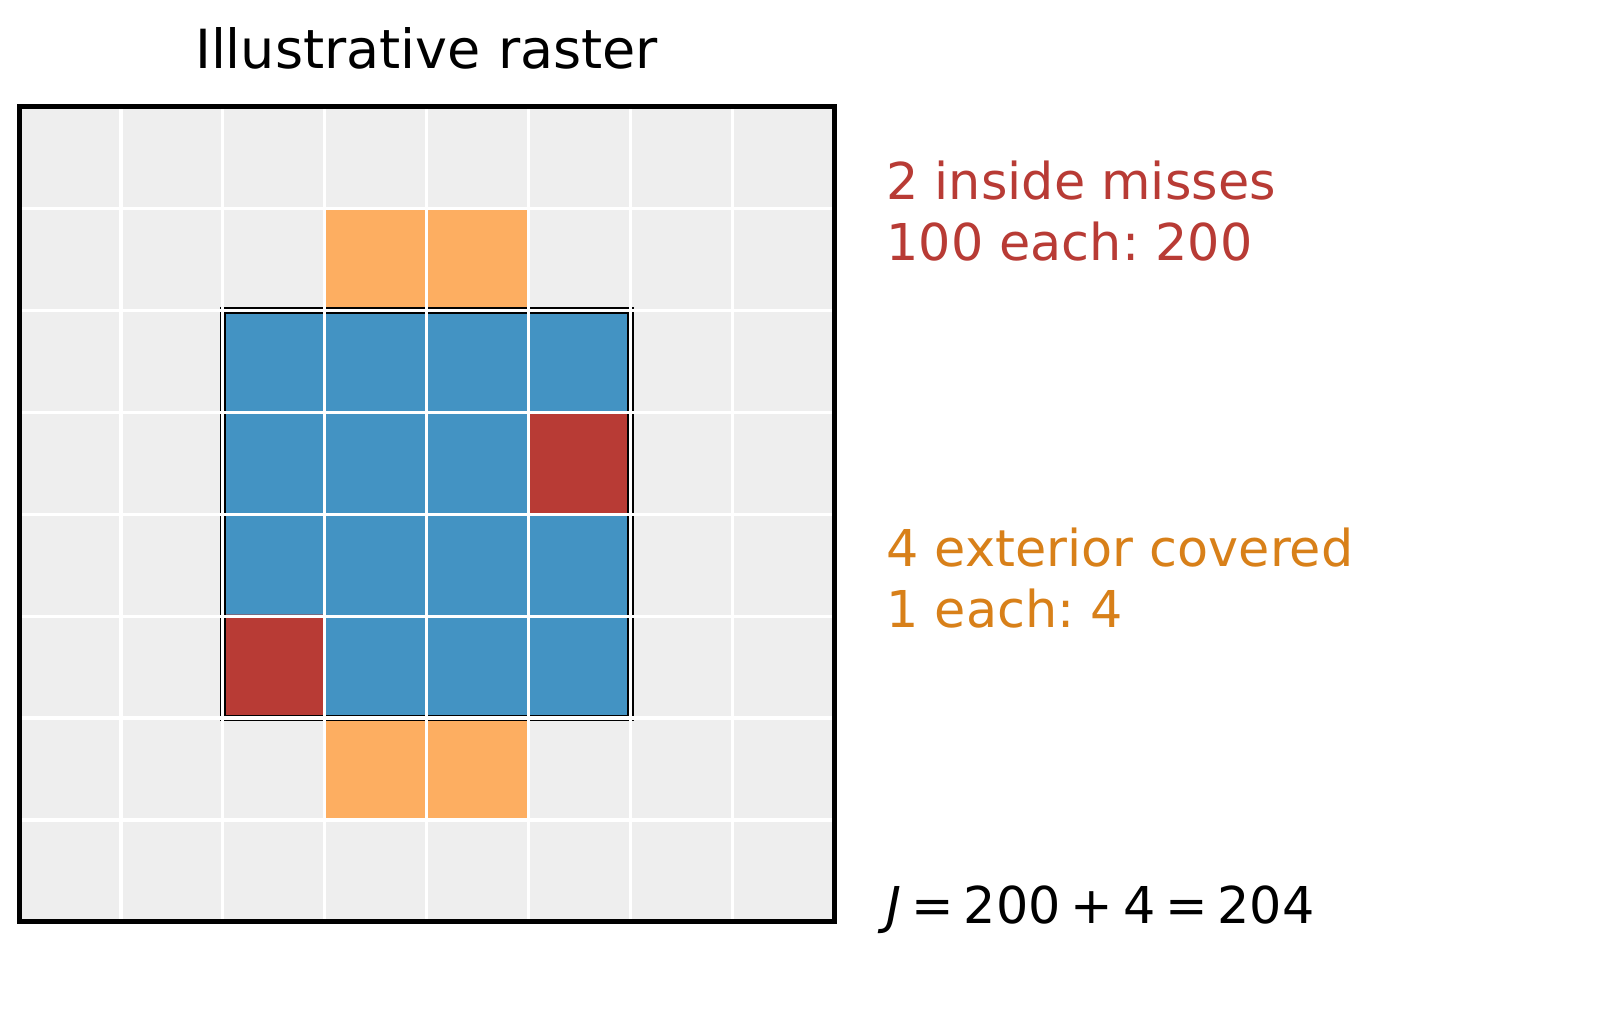 Illustrative raster
2 inside misses
100 each: 200
4 exterior covered
1 each: 4
J = 200 + 4 = 204